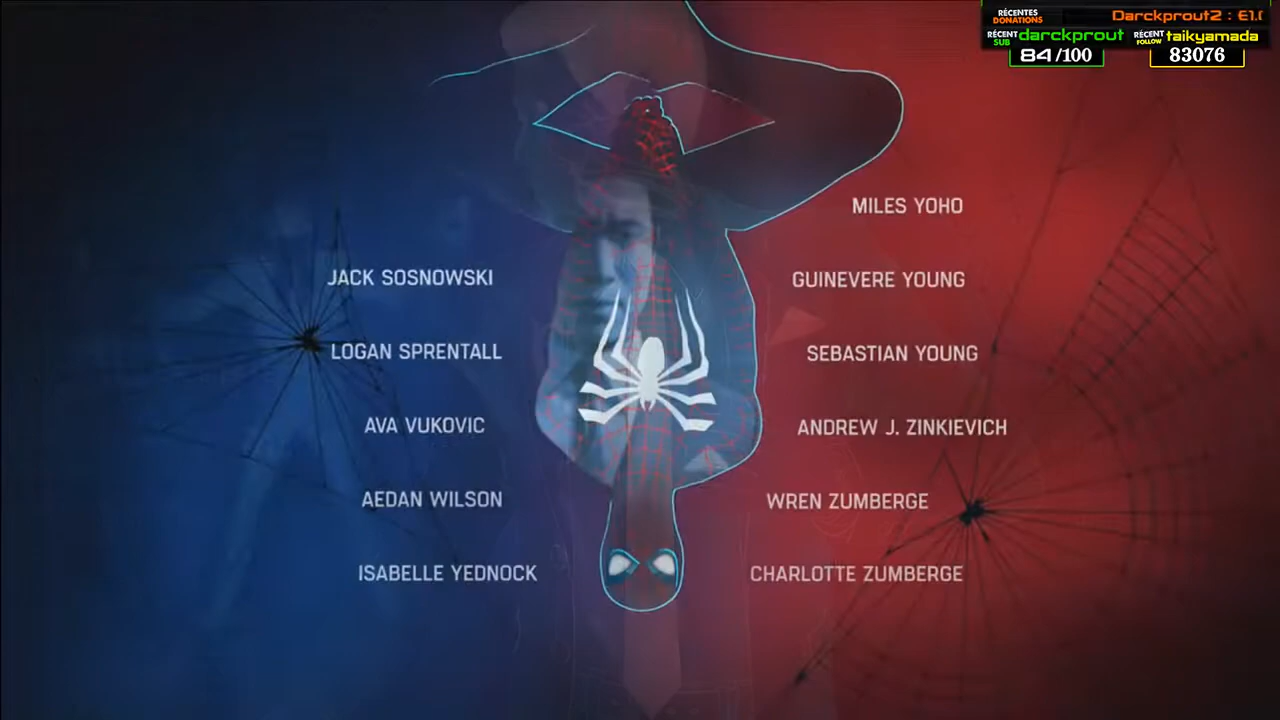 RÉCENTES DONATIONS
Darckprout2 : €1.0
RÉCENT SUB
darckprout
RÉCENT FOLLOW
taikyamada
84/100
83076
MILES YOHO
JACK SOSNOWSKI
GUINEVERE YOUNG
LOGAN SPRENTALL
SEBASTIAN YOUNG
AVA VUKOVIC
ANDREW J. ZINKIEVICH
AEDAN WILSON
WREN ZUMBERGE
ISABELLE YEDNOCK
CHARLOTTE ZUMBERGE